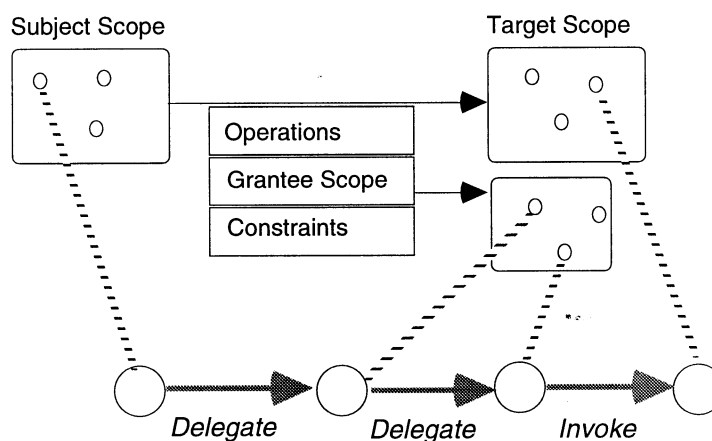 Subject Scope
Target Scope
Operations
Grantee Scope
Constraints
Delegate
Delegate
Invoke